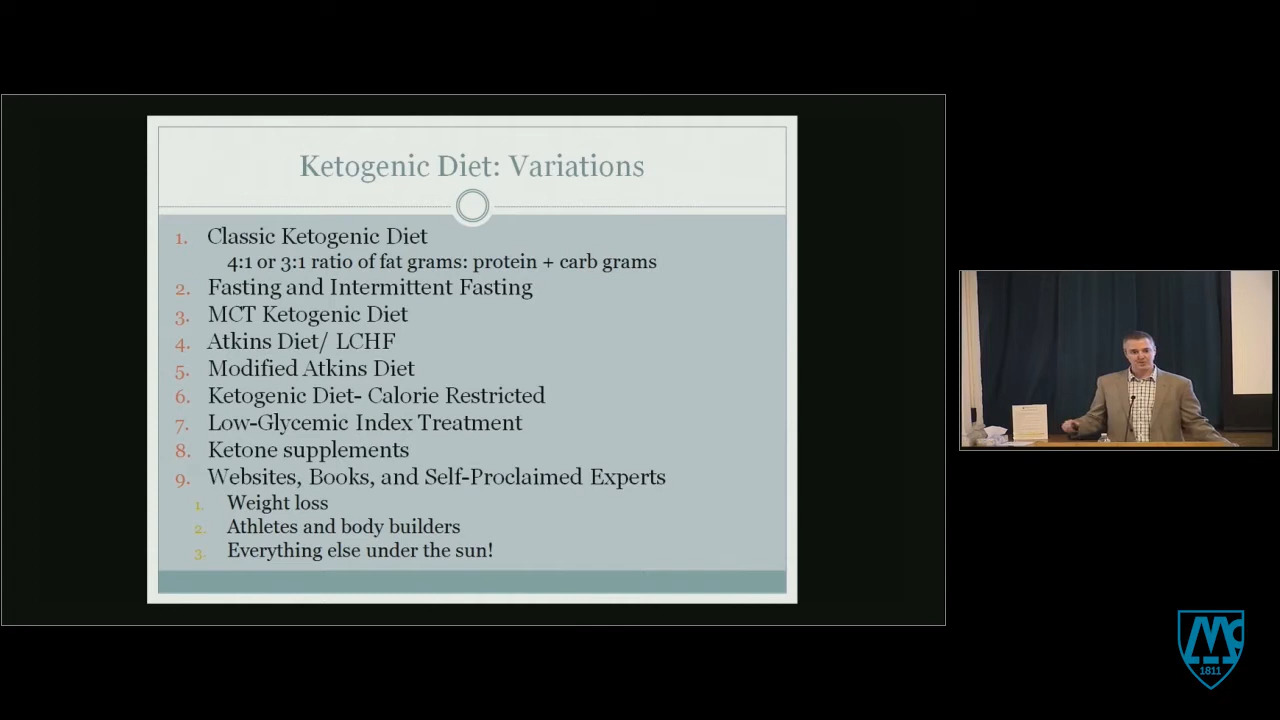 Ketogenic Diet: Variations
1. Classic Ketogenic Diet
4:1 or 3:1 ratio of fat grams: protein + carb grams
2. Fasting and Intermittent Fasting
3. MCT Ketogenic Diet
4. Atkins Diet/ LCHF
5. Modified Atkins Diet
6. Ketogenic Diet- Calorie Restricted
7. Low-Glycemic Index Treatment
8. Ketone supplements
9. Websites, Books, and Self-Proclaimed Experts
1. Weight loss
2. Athletes and body builders
3. Everything else under the sun!
Mc
1811